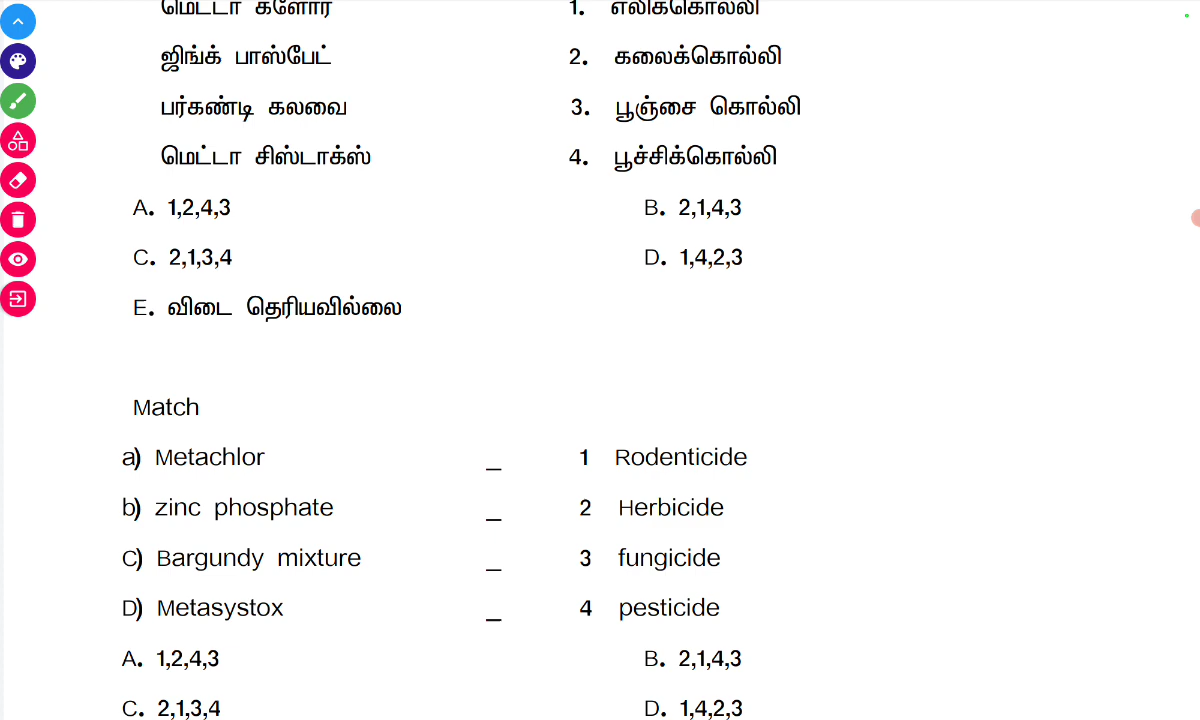 மெட்டா களோர் 1. எலிக்கொல்லி
ஜிங்க் பாஸ்பேட் 2. கலைக்கொல்லி
பர்கண்டி கலவை 3. பூஞ்சை கொல்லி
மெட்டா சிஸ்டாக்ஸ் 4. பூச்சிக்கொல்லி
A. 1,2,4,3 B. 2,1,4,3
C. 2,1,3,4 D. 1,4,2,3
E. விடை தெரியவில்லை
Match
a) Metachlor _ 1 Rodenticide
b) zinc phosphate _ 2 Herbicide
C) Bargundy mixture _ 3 fungicide
D) Metasystox _ 4 pesticide
A. 1,2,4,3 B. 2,1,4,3
C. 2,1,3,4 D. 1,4,2,3